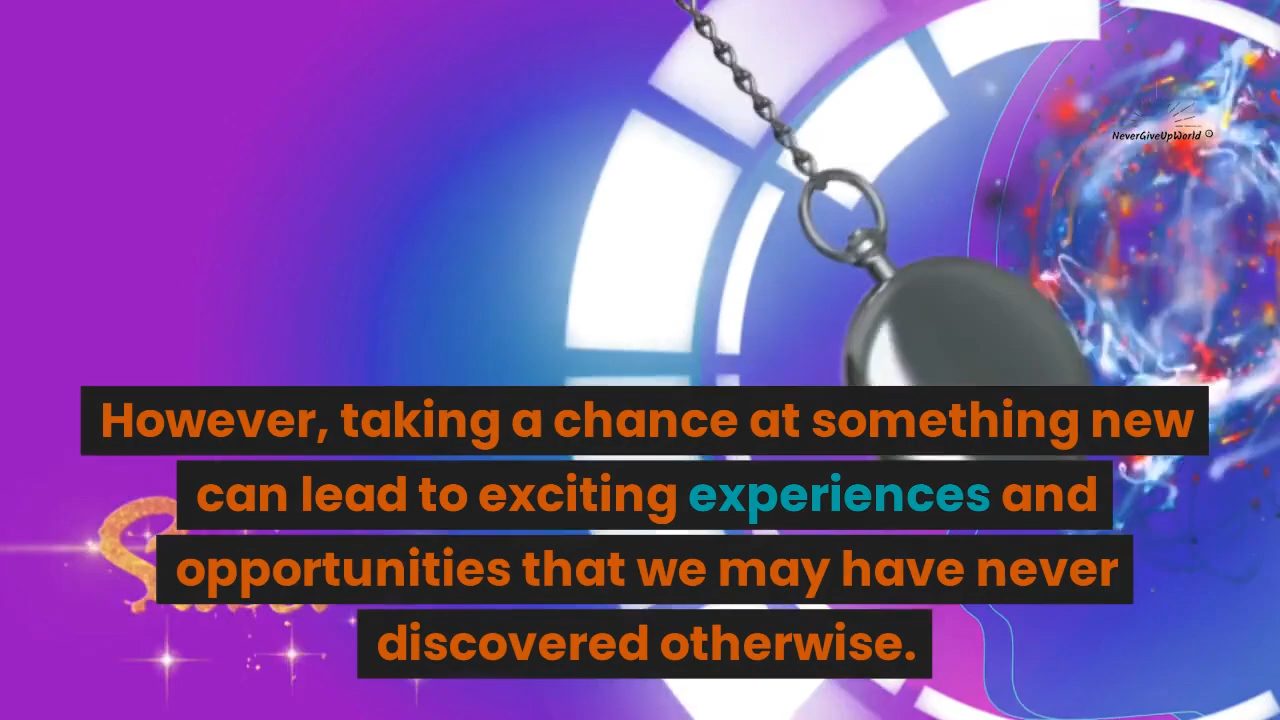 NeverGiveUpWorld
However, taking a chance at something new
can lead to exciting experiences and
opportunities that we may have never
discovered otherwise.